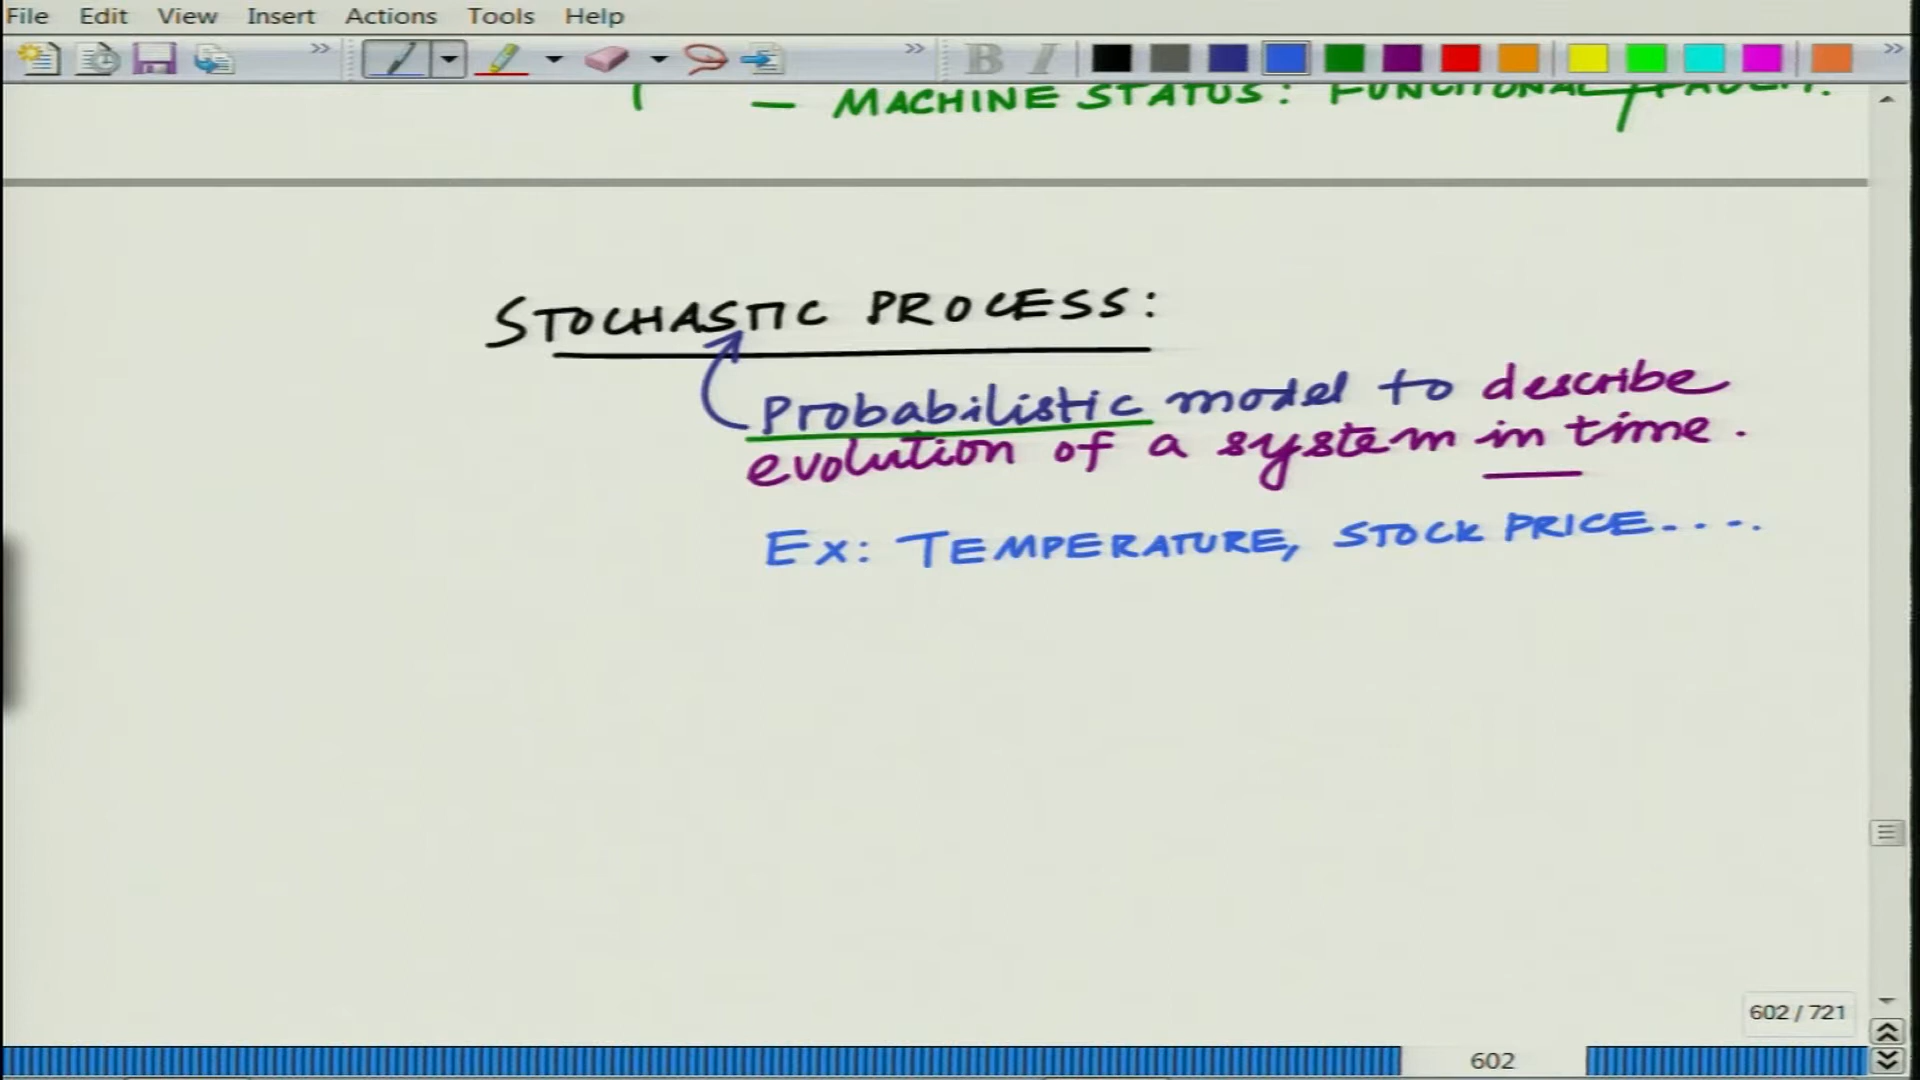 File Edit View Insert Actions Tools Help
B I
— MACHINE STATUS:
STOCHASTIC PROCESS:
Probabilistic model to describe
evolution of a system in time.
Ex: TEMPERATURE, STOCK PRICE.....
602 / 721
602